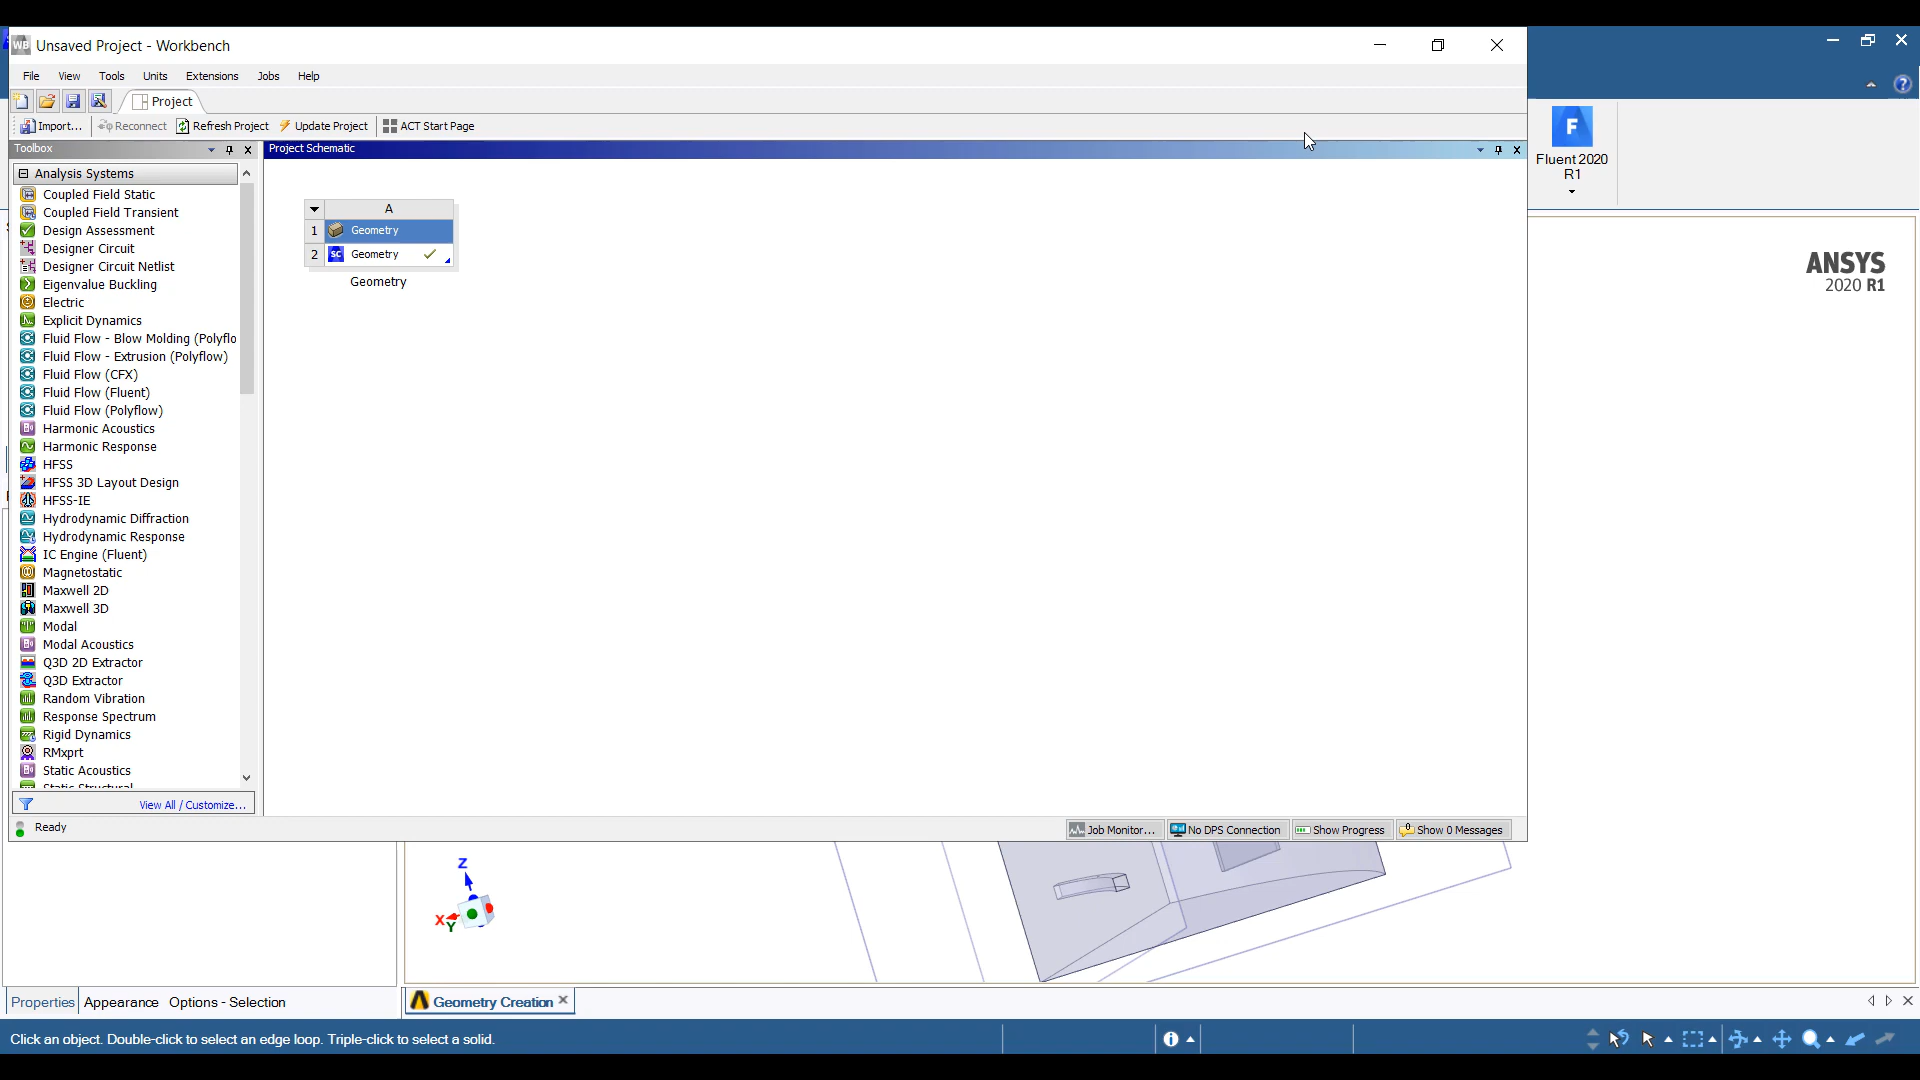 WB Unsaved Project - Workbench
File View Tools Units Extensions Jobs Help
Project
Import... Reconnect Refresh Project Update Project ACT Start Page
Toolbox
Project Schematic
Analysis Systems
Coupled Field Static
Coupled Field Transient
Design Assessment
Designer Circuit
Designer Circuit Netlist
Eigenvalue Buckling
Electric
Explicit Dynamics
Fluid Flow - Blow Molding (Polyflo
Fluid Flow - Extrusion (Polyflow)
Fluid Flow (CFX)
Fluid Flow (Fluent)
Fluid Flow (Polyflow)
Harmonic Acoustics
Harmonic Response
HFSS
HFSS 3D Layout Design
HFSS-IE
Hydrodynamic Diffraction
Hydrodynamic Response
IC Engine (Fluent)
Magnetostatic
Maxwell 2D
Maxwell 3D
Modal
Modal Acoustics
Q3D 2D Extractor
Q3D Extractor
Random Vibration
Response Spectrum
Rigid Dynamics
RMxprt
Static Acoustics
Static Structural
View All / Customize...
A
1 Geometry
2 SC Geometry
Geometry
Ready
Job Monitor... No DPS Connection Show Progress Show 0 Messages
F
Fluent 2020
R1
ANSYS
2020 R1
Z
X
Y
Properties Appearance Options - Selection
Geometry Creation
Click an object. Double-click to select an edge loop. Triple-click to select a solid.